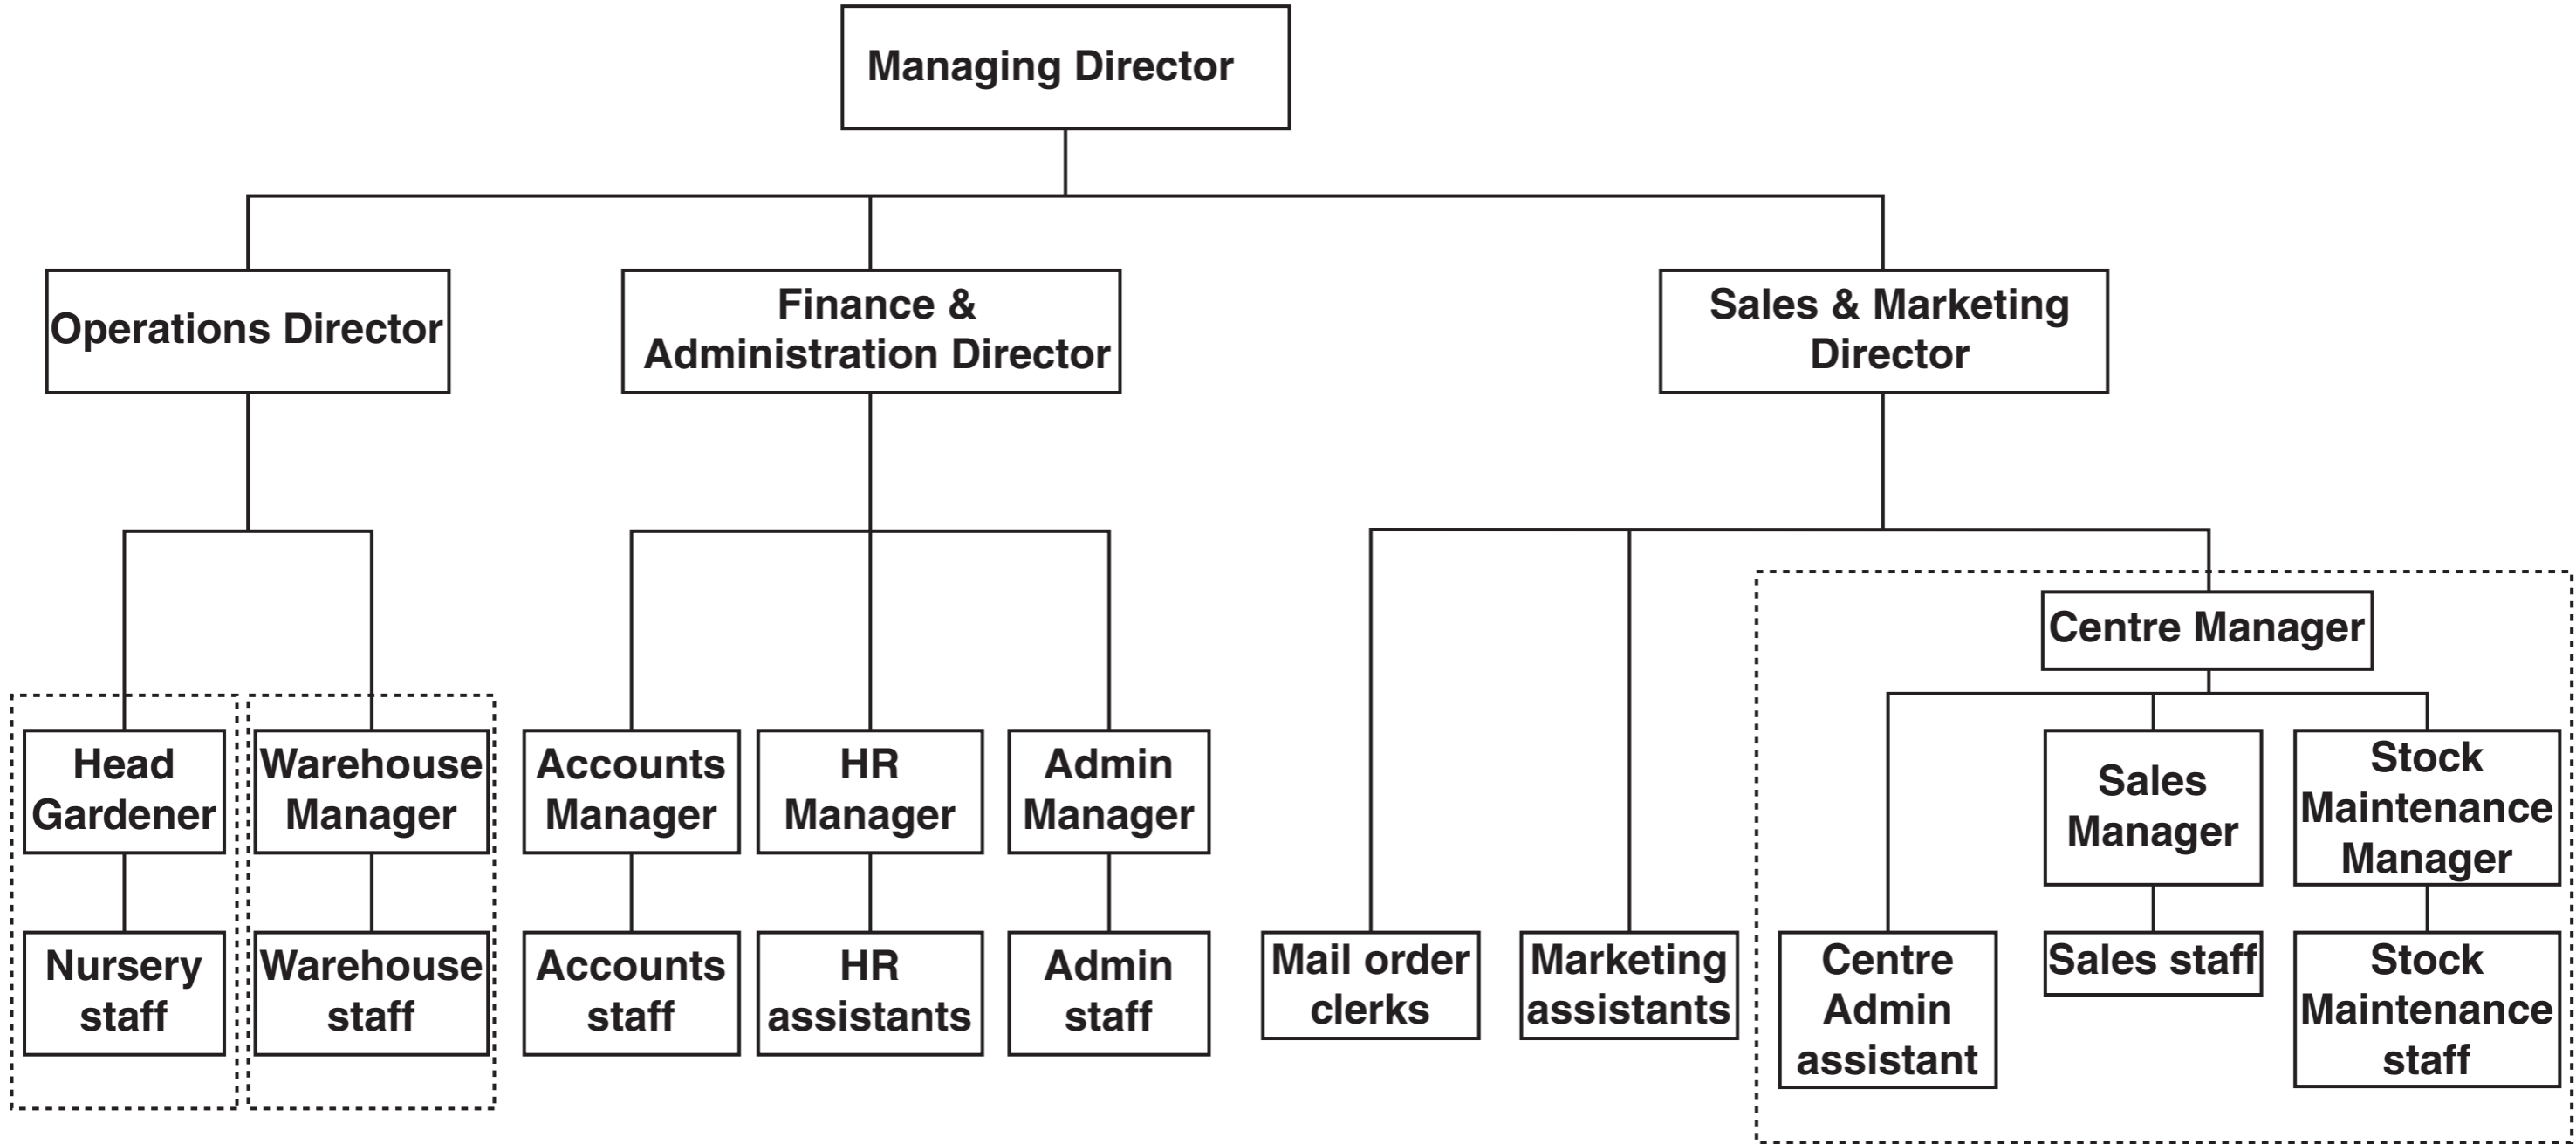 Managing Director
Operations Director
Finance &
Administration Director
Sales & Marketing
Director
Centre Manager
Head
Gardener
Warehouse
Manager
Accounts
Manager
HR
Manager
Admin
Manager
Sales
Manager
Stock
Maintenance
Manager
Nursery
staff
Warehouse
staff
Accounts
staff
HR
assistants
Admin
staff
Mail order
clerks
Marketing
assistants
Centre
Admin
assistant
Sales staff
Stock
Maintenance
staff